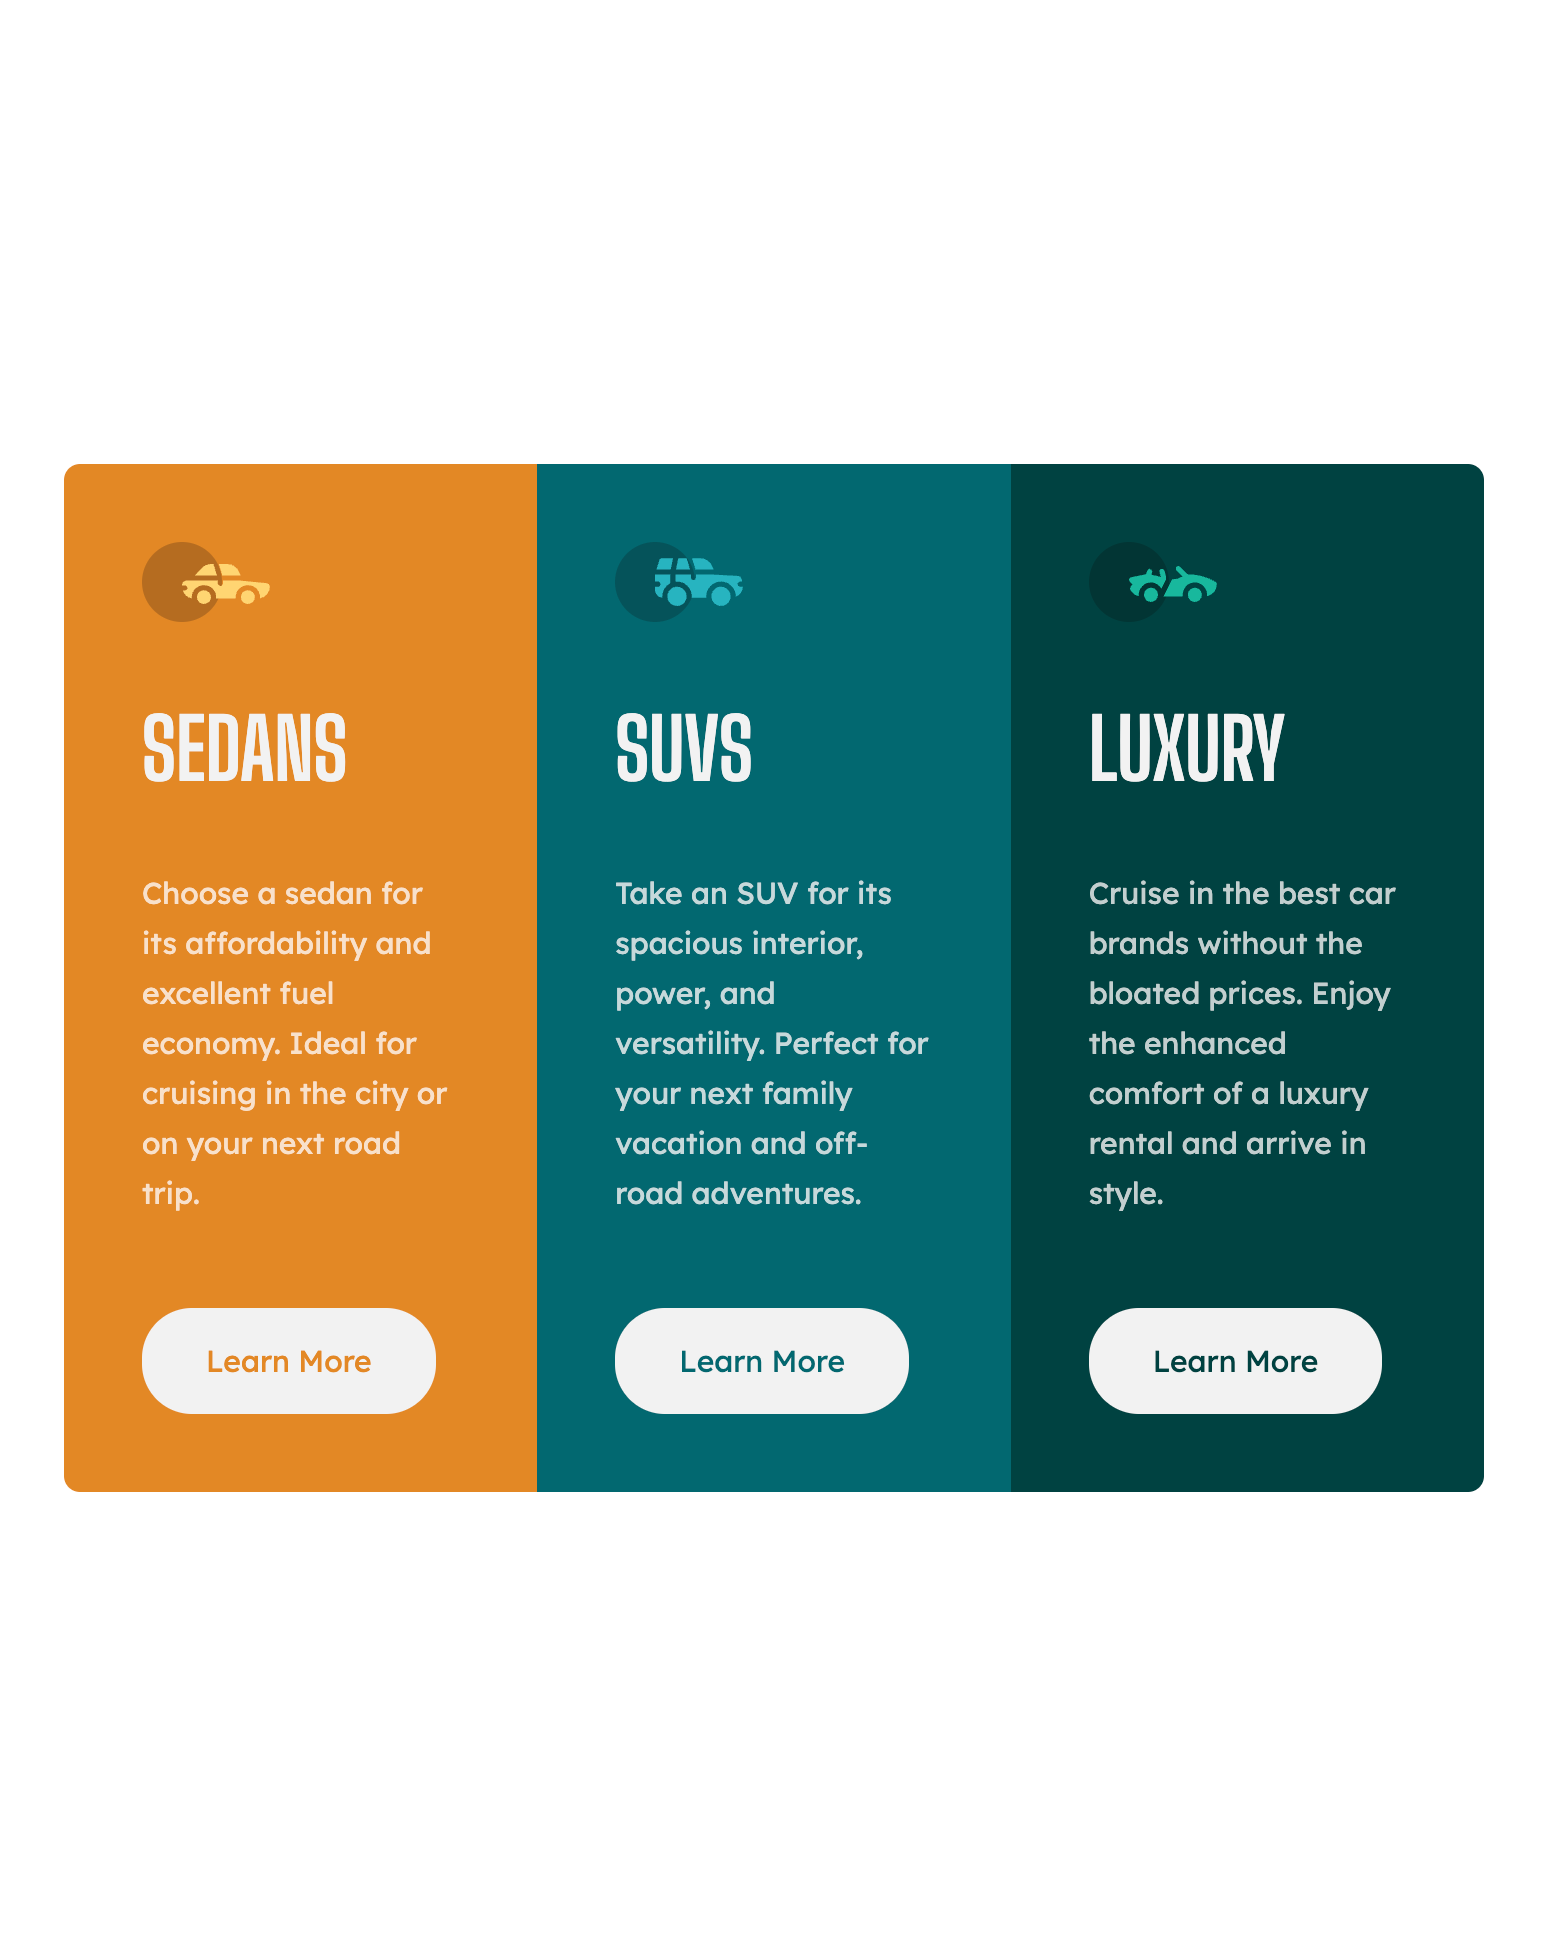 SEDANS
Choose a sedan for
its affordability and
excellent fuel
economy. Ideal for
cruising in the city or
on your next road
trip.
Learn More
SUVS
Take an SUV for its
spacious interior,
power, and
versatility. Perfect for
your next family
vacation and off-
road adventures.
Learn More
LUXURY
Cruise in the best car
brands without the
bloated prices. Enjoy
the enhanced
comfort of a luxury
rental and arrive in
style.
Learn More